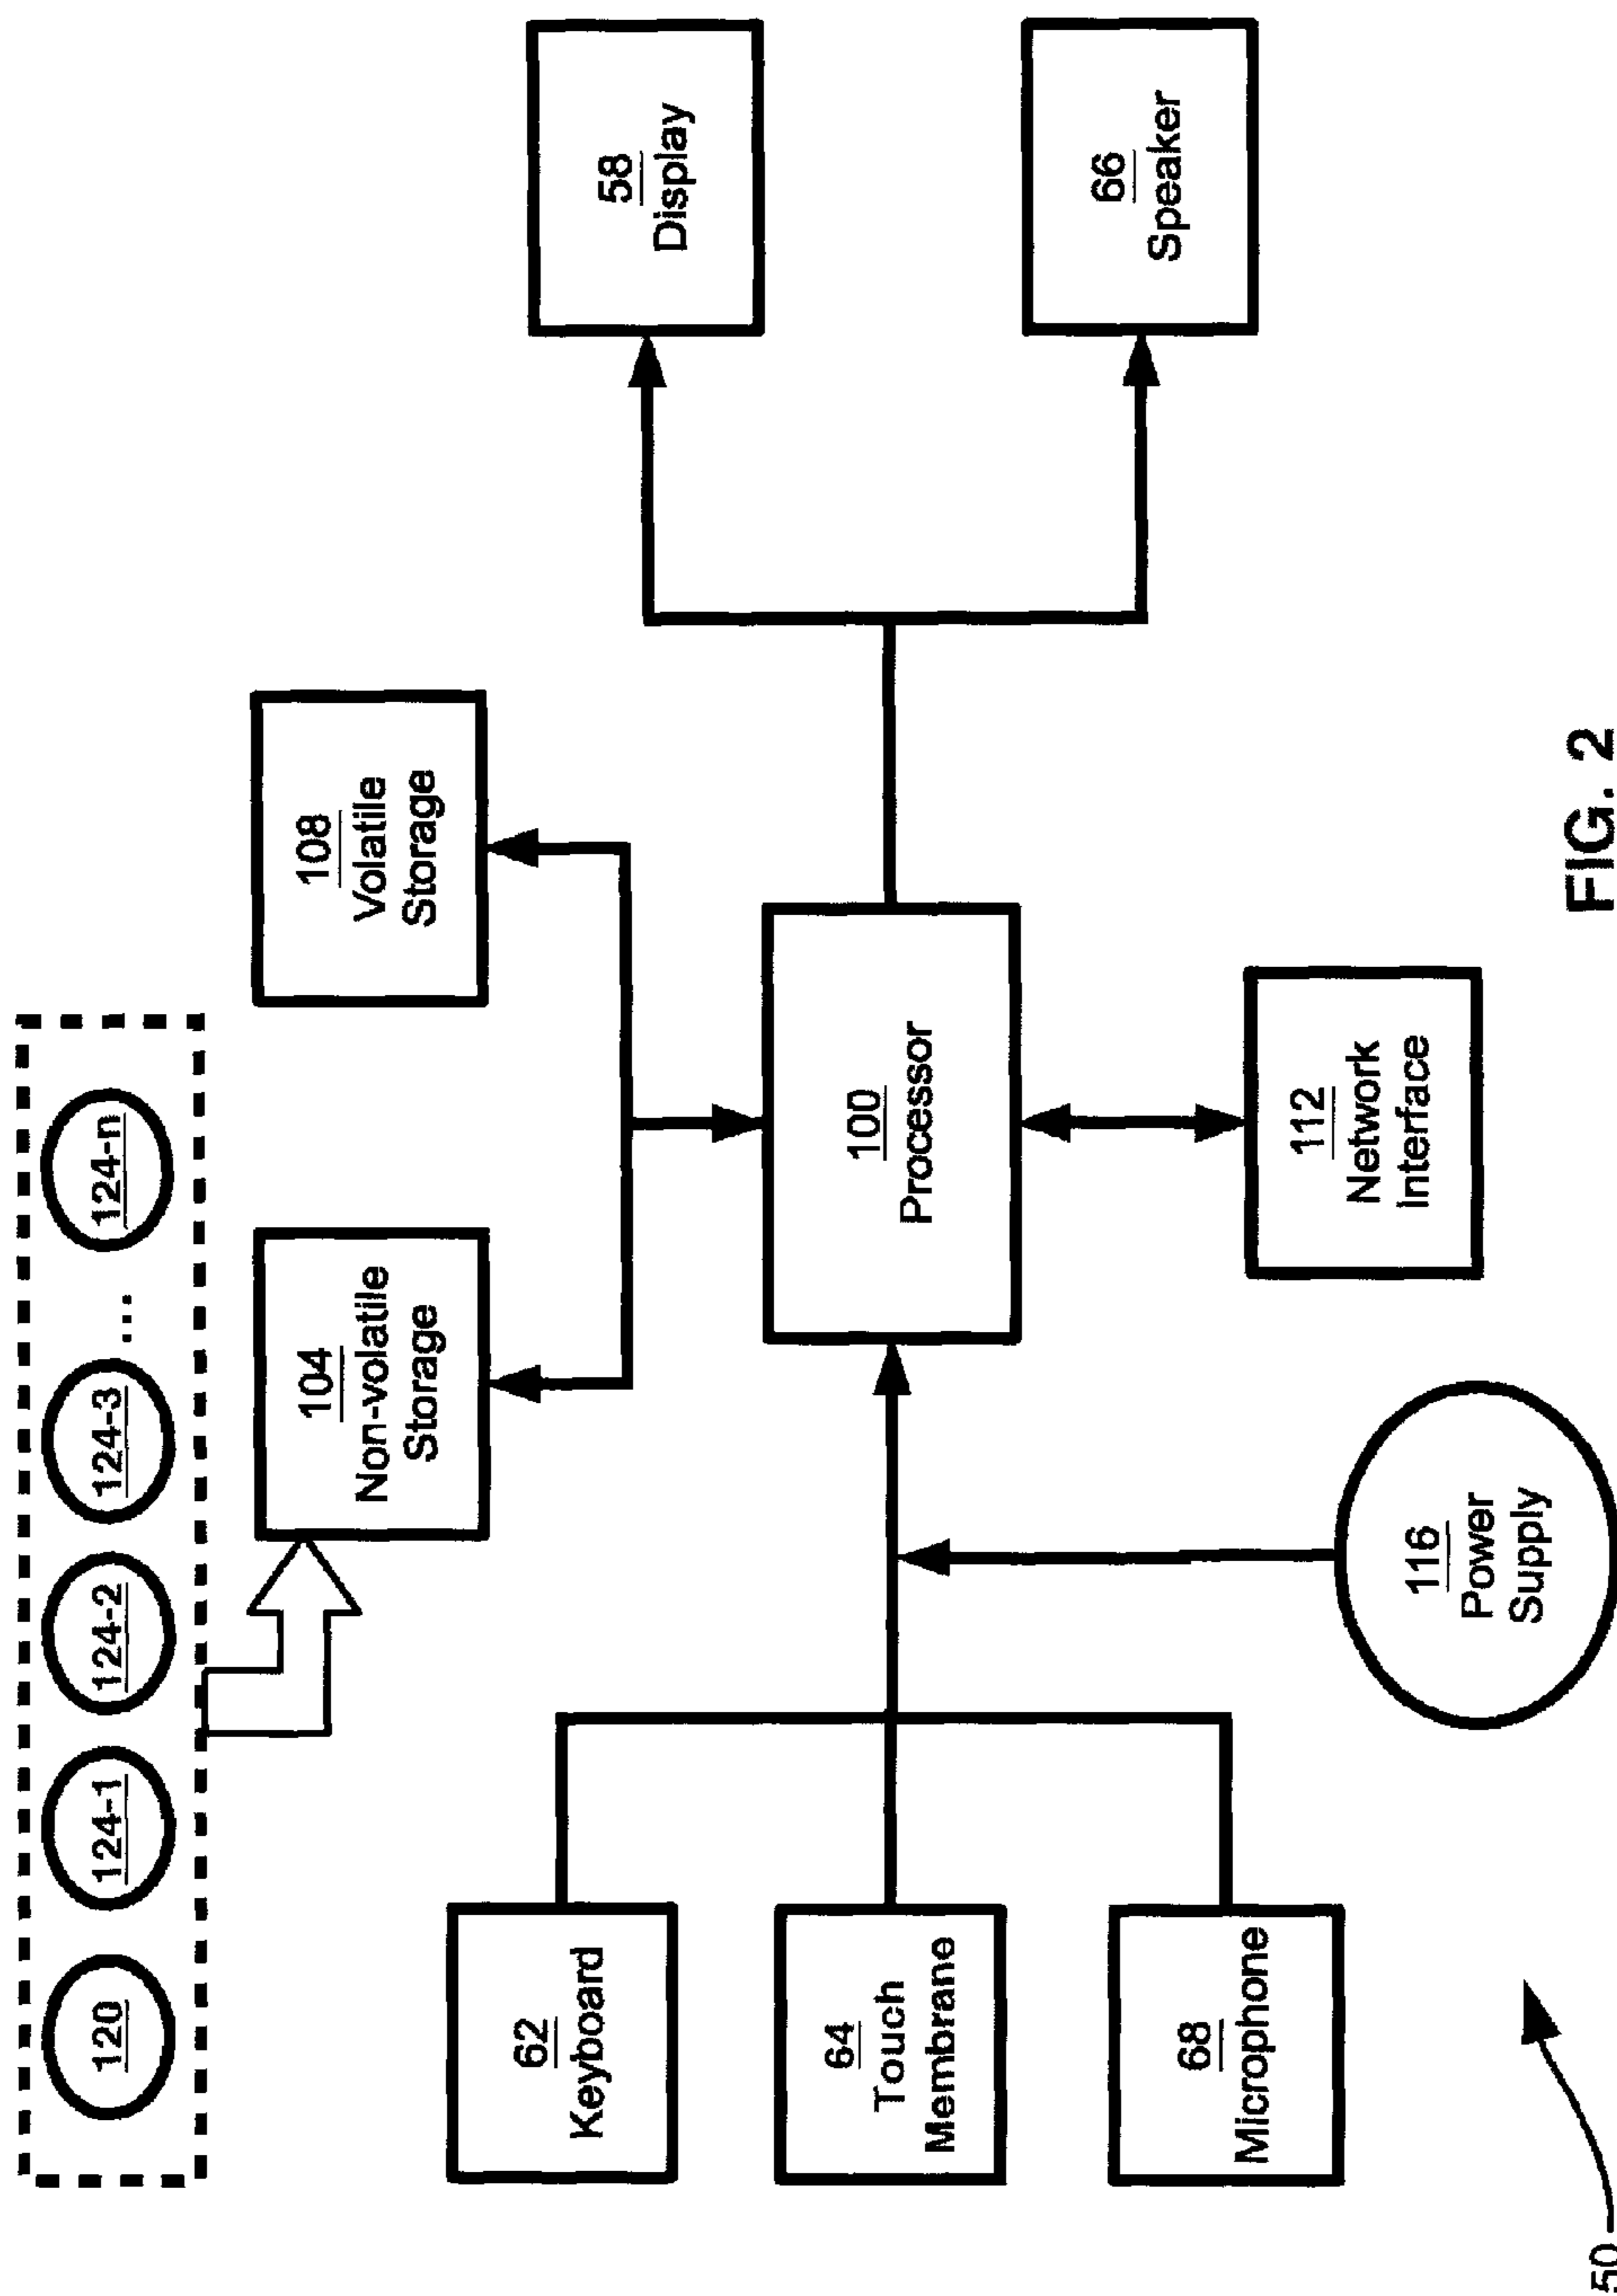 120
124-1
124-2
124-3
...
124-n
104
Non-volatile
Storage
108
Volatile
Storage
62
Keyboard
64
Touch
Membrane
68
Microphone
100
Processor
58
Display
66
Speaker
116
Power
Supply
112
Network
Interface
50
FIG. 2